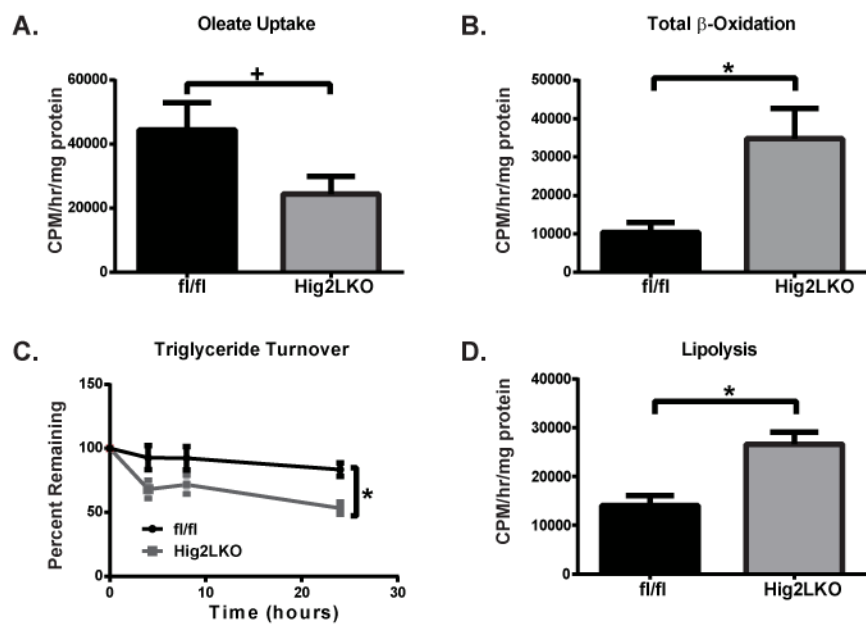 A.
Oleate Uptake
+
CPM/hr/mg protein
60000
40000
20000
0
fl/fl
Hig2LKO
B.
Total β-Oxidation
*
CPM/hr/mg protein
50000
40000
30000
20000
10000
0
fl/fl
Hig2LKO
C.
Triglyceride Turnover
Percent Remaining
150
100
50
0
*
fl/fl
Hig2LKO
0 10 20 30
Time (hours)
D.
Lipolysis
*
CPM/hr/mg protein
40000
30000
20000
10000
0
fl/fl
Hig2LKO